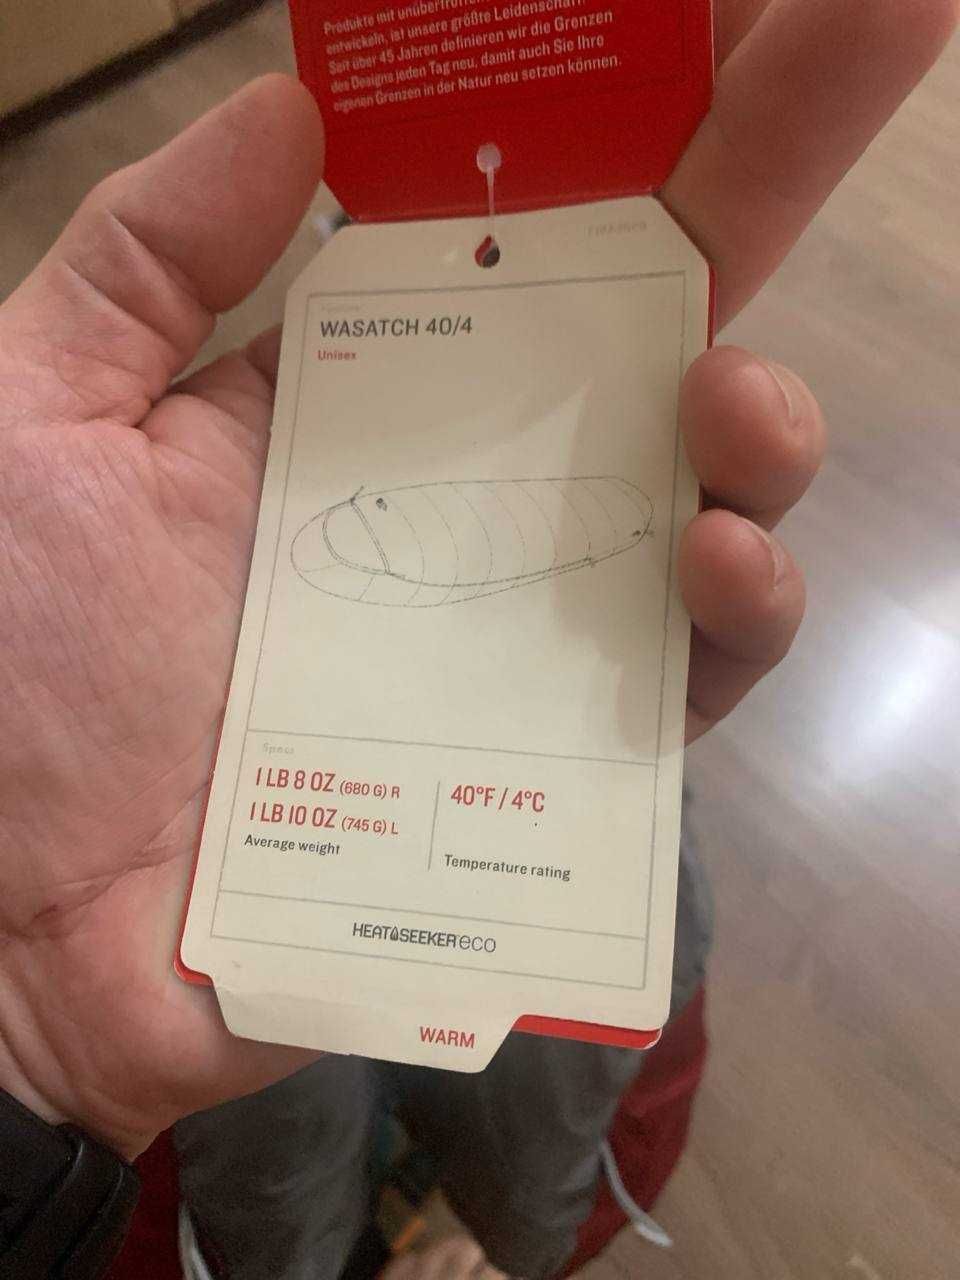 Produkte mit
entwickeln, ist unsere größte
Seit über 45 Jahren definieren wir die Grenzen
des Designs jeden Tag neu, damit auch Sie Ihre
eigenen Grenzen in der Natur neu setzen können.
WASATCH 40/4
Unisex
Specs
1 LB 8 OZ (680 G) R
1 LB 10 OZ (745 G) L
Average weight
40°F / 4°C
Temperature rating
HEATSEEKER eco
WARM